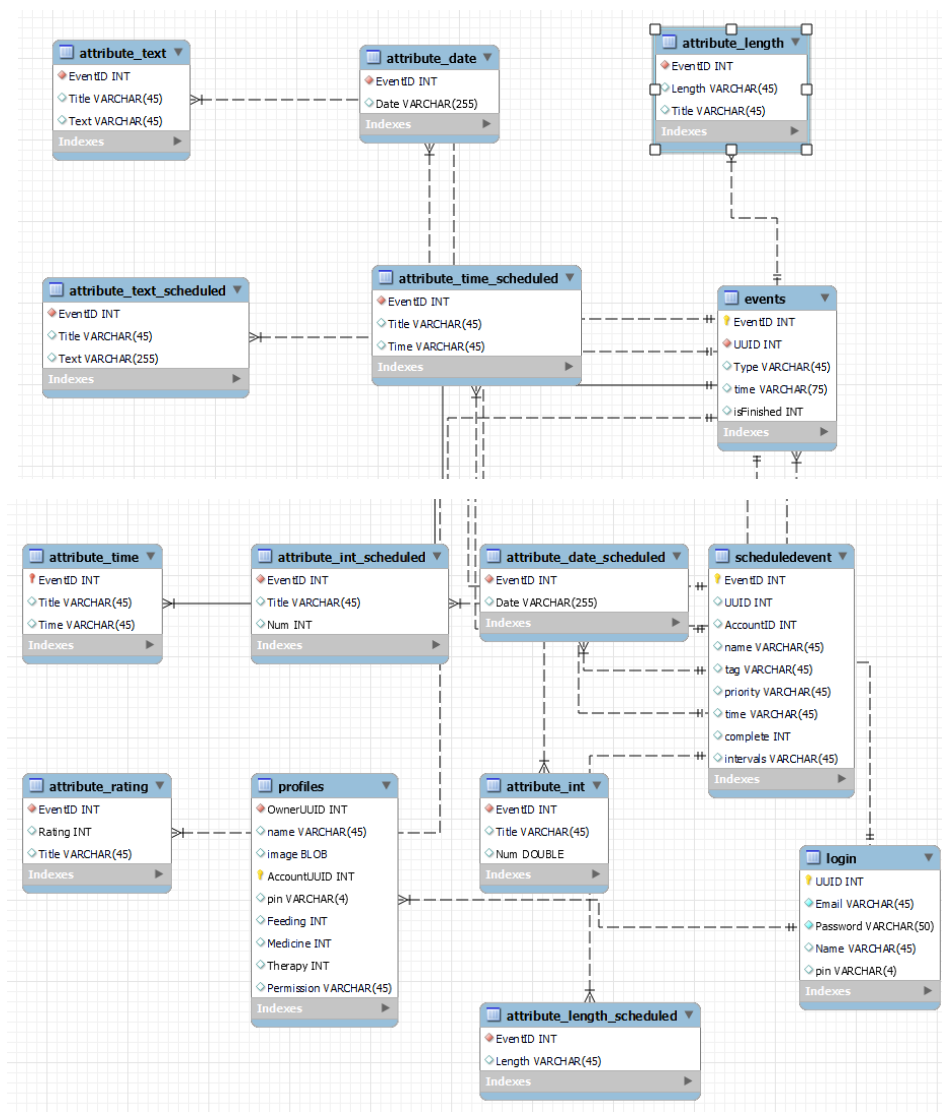 attribute_text
EventID INT
Title VARCHAR(45)
Text VARCHAR(45)
Indexes
attribute_date
EventID INT
Date VARCHAR(255)
Indexes
attribute_length
EventID INT
Length VARCHAR(45)
Title VARCHAR(45)
Indexes
attribute_text_scheduled
EventID INT
Title VARCHAR(45)
Text VARCHAR(255)
Indexes
attribute_time_scheduled
EventID INT
Title VARCHAR(45)
Time VARCHAR(45)
Indexes
events
EventID INT
UUID INT
Type VARCHAR(45)
time VARCHAR(75)
isFinished INT
Indexes
attribute_time
EventID INT
Title VARCHAR(45)
Time VARCHAR(45)
Indexes
attribute_int_scheduled
EventID INT
Title VARCHAR(45)
Num INT
Indexes
attribute_date_scheduled
EventID INT
Date VARCHAR(255)
Indexes
scheduledevent
EventID INT
UUID INT
AccountID INT
name VARCHAR(45)
tag VARCHAR(45)
priority VARCHAR(45)
time VARCHAR(45)
complete INT
intervals VARCHAR(45)
Indexes
attribute_rating
EventID INT
Rating INT
Title VARCHAR(45)
Indexes
profiles
OwnerUUID INT
name VARCHAR(45)
image BLOB
AccountUUID INT
pin VARCHAR(4)
Feeding INT
Medicine INT
Therapy INT
Permission VARCHAR(45)
Indexes
attribute_int
EventID INT
Title VARCHAR(45)
Num DOUBLE
Indexes
login
UUID INT
Email VARCHAR(45)
Password VARCHAR(50)
Name VARCHAR(45)
pin VARCHAR(4)
Indexes
attribute_length_scheduled
EventID INT
Length VARCHAR(45)
Indexes